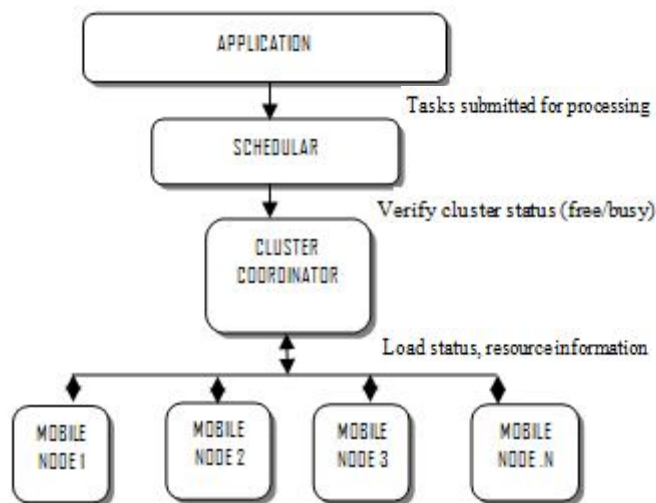 APPLICATION
Tasks submitted for processing
SCHEDULAR
Verify cluster status (free/busy)
CLUSTER
COORDINATOR
Load status, resource information
MOBILE
NODE 1
MOBILE
NODE 2
MOBILE
NODE 3
MOBILE
NODE .N